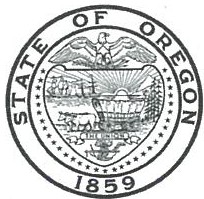 STATE OF OREGON
THE UNION
1859